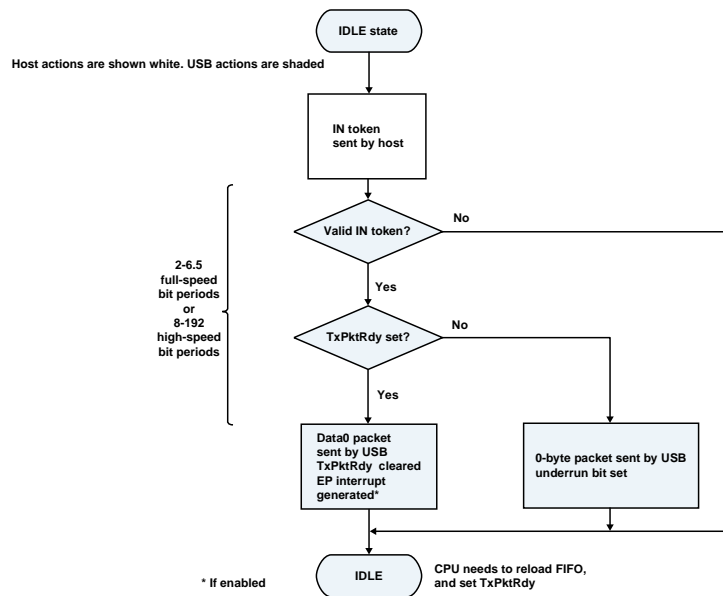 IDLE state
Host actions are shown white. USB actions are shaded
IN token
sent by host
Valid IN token?
No
Yes
2-6.5
full-speed
bit periods
or
8-192
high-speed
bit periods
TxPktRdy set?
No
Yes
Data0 packet
sent by USB
TxPktRdy cleared
EP interrupt
generated*
0-byte packet sent by USB
underrun bit set
IDLE
CPU needs to reload FIFO,
and set TxPktRdy
* If enabled